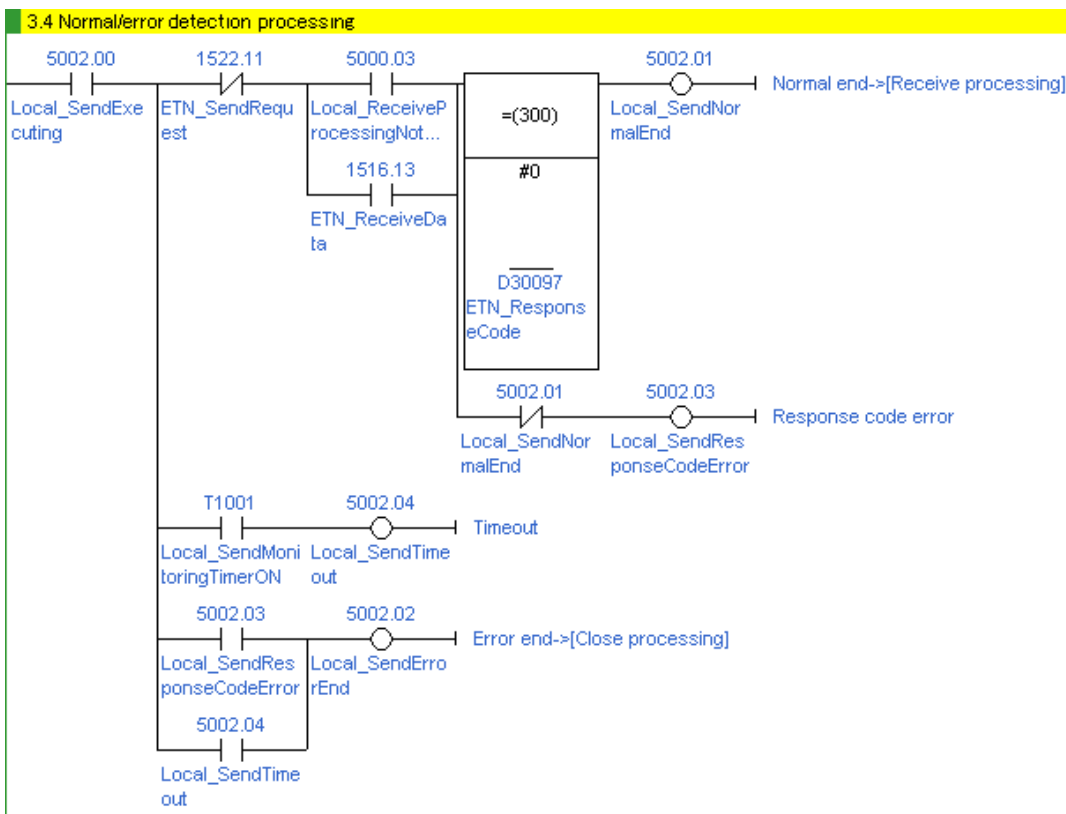 3.4 Normal/error detection processing
5002.00 1522.11 5000.03 5002.01
Normal end->[Receive processing]
Local_SendExe ETN_SendRequ Local_ReceiveP =(300) Local_SendNor
cuting est rocessingNot... malEnd
1516.13 #0
ETN_ReceiveDa
ta
D30097
ETN_Respons
eCode
5002.01 5002.03
Response code error
Local_SendNor Local_SendRes
malEnd ponseCodeError
T1001 5002.04
Timeout
Local_SendMoni Local_SendTime
toringTimerON out
5002.03 5002.02
Error end->[Close processing]
Local_SendRes Local_SendErro
ponseCodeError rEnd
5002.04
Local_SendTime
out